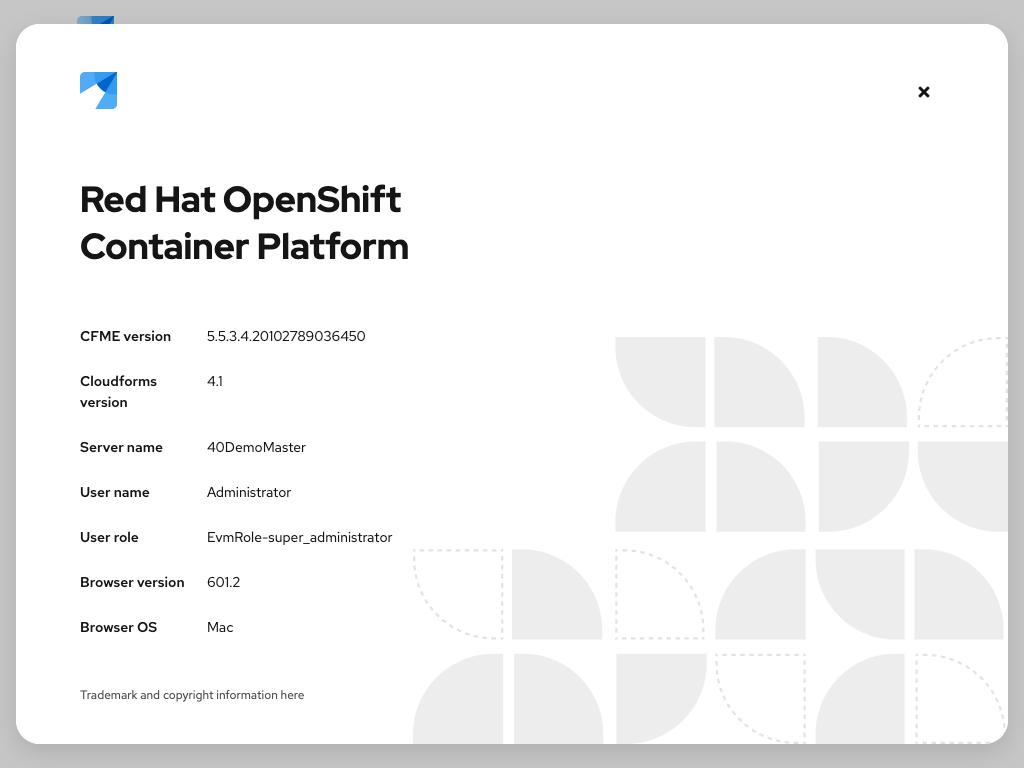 Red Hat OpenShift
Container Platform
CFME version 5.5.3.4.20102789036450
Cloudforms 4.1
version
Server name 40DemoMaster
User name Administrator
User role EvmRole-super_administrator
Browser version 601.2
Browser OS Mac
Trademark and copyright information here